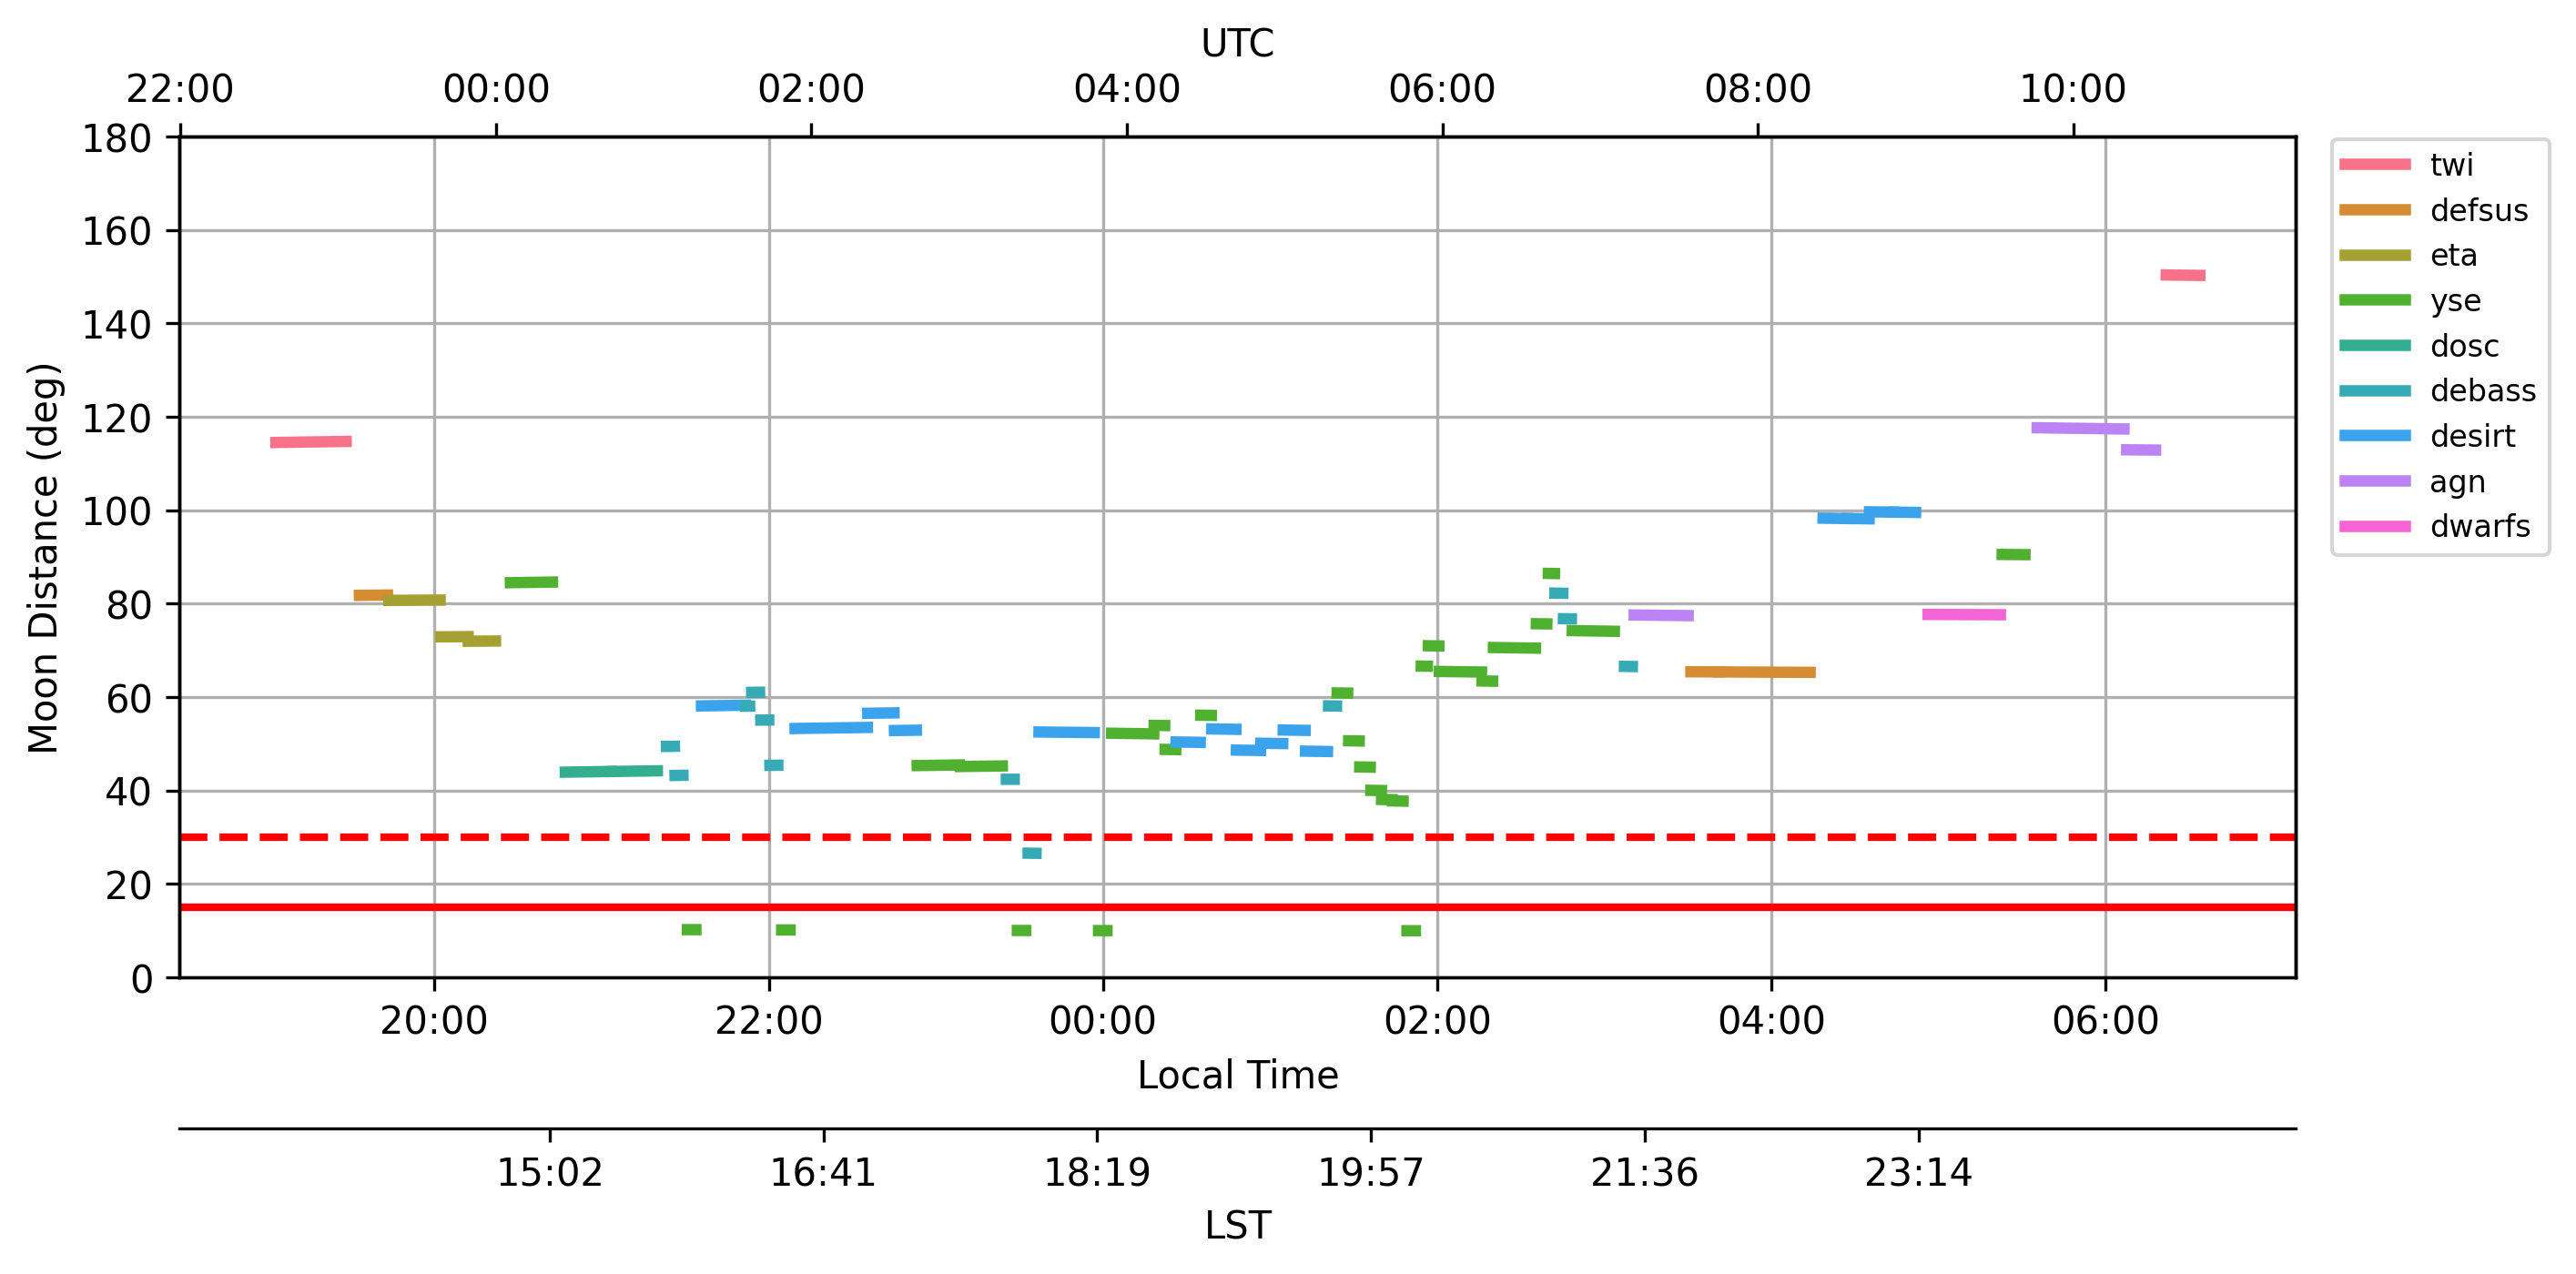 UTC
22:00 00:00 02:00 04:00 06:00 08:00 10:00
180
160
140
120
100
80
60
40
20
0
Moon Distance (deg)
twi
defsus
eta
yse
dosc
debass
desirt
agn
dwarfs
20:00 22:00 00:00 02:00 04:00 06:00
Local Time
15:02 16:41 18:19 19:57 21:36 23:14
LST